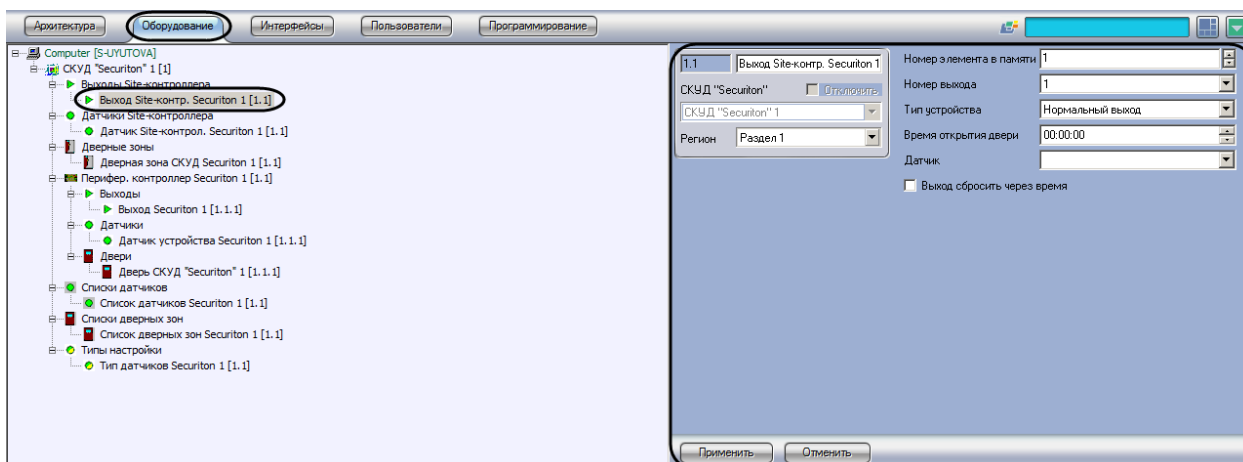 Архитектура Оборудование Интерфейсы Пользователи Программирование
Computer [S-UYUTOVA]
СКУД "Securiton" 1 [1]
Выходы Site-контроллера
Выход Site-контр. Securiton 1 [1.1]
Датчики Site-контроллера
Датчик Site-контрол. Securiton 1 [1.1]
Дверные зоны
Дверная зона СКУД Securiton 1 [1.1]
Перифер. контроллер Securiton 1 [1.1]
Выходы
Выход Securiton 1 [1.1.1]
Датчики
Датчик устройства Securiton 1 [1.1.1]
Двери
Дверь СКУД "Securiton" 1 [1.1.1]
Списки датчиков
Список датчиков Securiton 1 [1.1]
Списки дверных зон
Список дверных зон Securiton 1 [1.1]
Типы настройки
Тип датчиков Securiton 1 [1.1]
1.1 Выход Site-контр. Securiton 1
СКУД "Securiton" Отключить
СКУД "Securiton" 1
Регион Раздел 1
Номер элемента в памяти 1
Номер выхода 1
Тип устройства Нормальный выход
Время открытия двери 00:00:00
Датчик
Выход сбросить через время
Применить Отменить